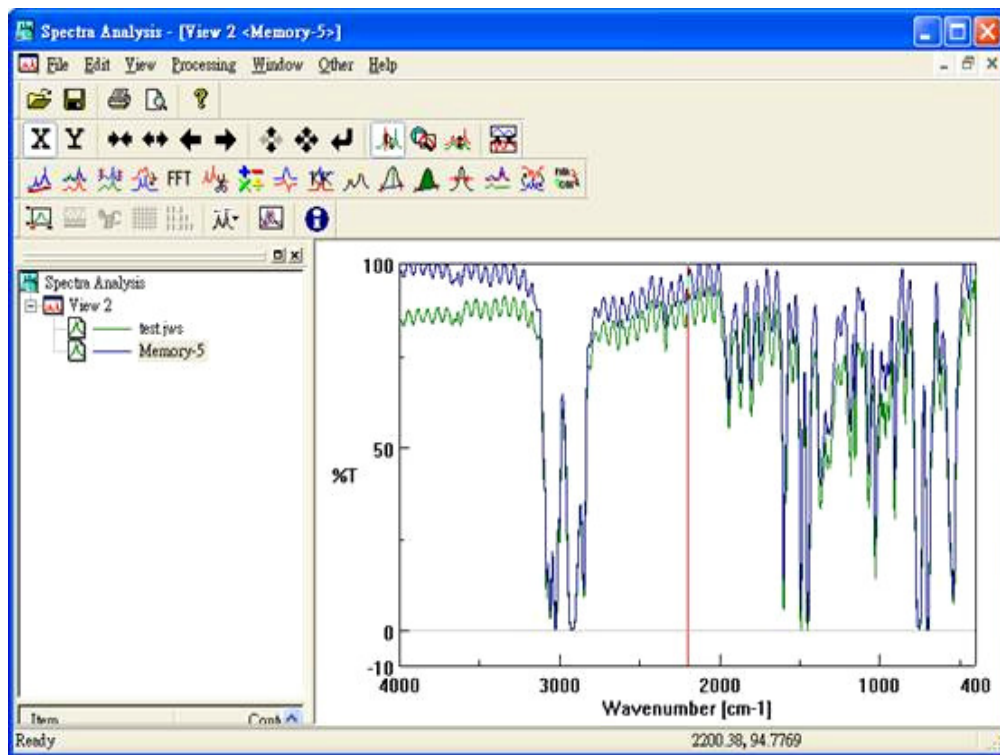 Spectra Analysis - [View 2 <Memory-5>]
File Edit View Processing Window Other Help
X Y
FFT
Spectra Analysis
View 2
test.jws
Memory-5
Item
100
50
0
-10
%T
4000 3000 2000 1000 400
Wavenumber [cm-1]
Ready 2200.38, 94.7769